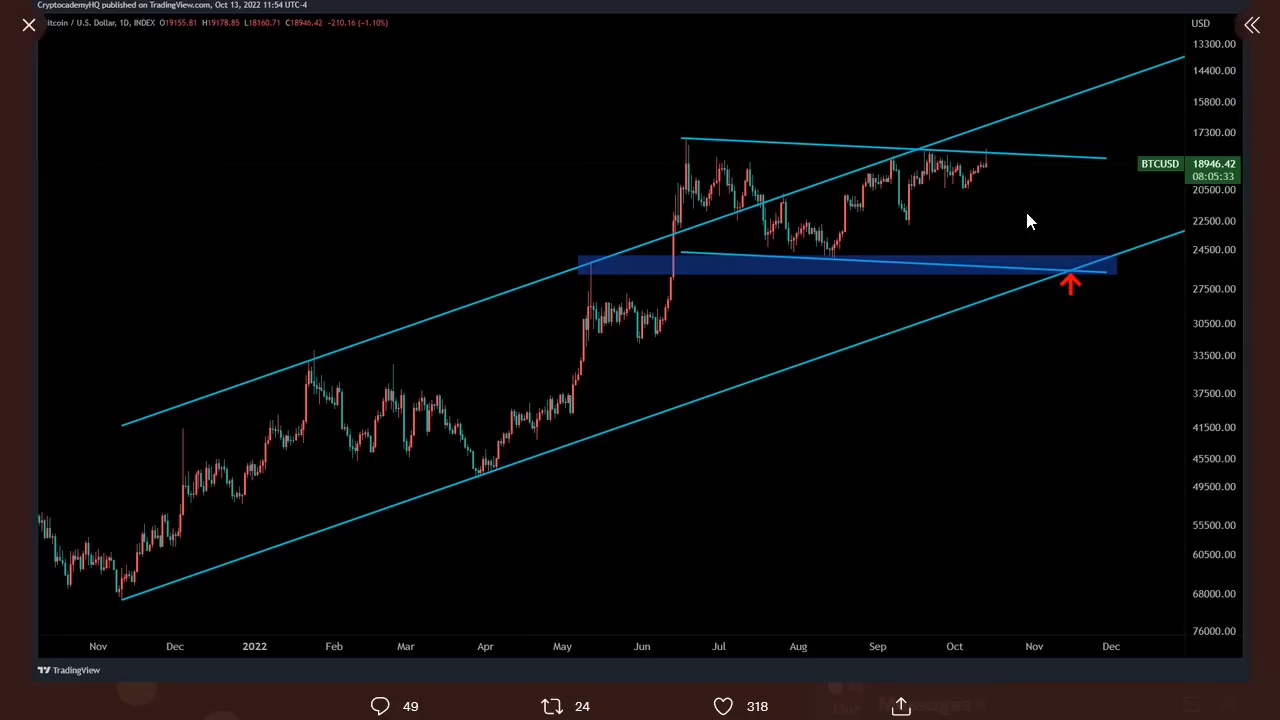 CryptocademyHQ published on TradingView.com, Oct 13, 2022 11:54 UTC-4
Bitcoin / U.S. Dollar, 1D, INDEX O19155.81 H19178.85 L18160.71 C18946.42 -210.16 (-1.10%)
USD
13300.00
14400.00
15800.00
17300.00
BTCUSD 18946.42
08:05:33
20500.00
22500.00
24500.00
27500.00
30500.00
33500.00
37500.00
41500.00
45500.00
49500.00
55500.00
60500.00
68000.00
76000.00
Nov Dec 2022 Feb Mar Apr May Jun Jul Aug Sep Oct Nov Dec
TradingView
49 24 318
Messages